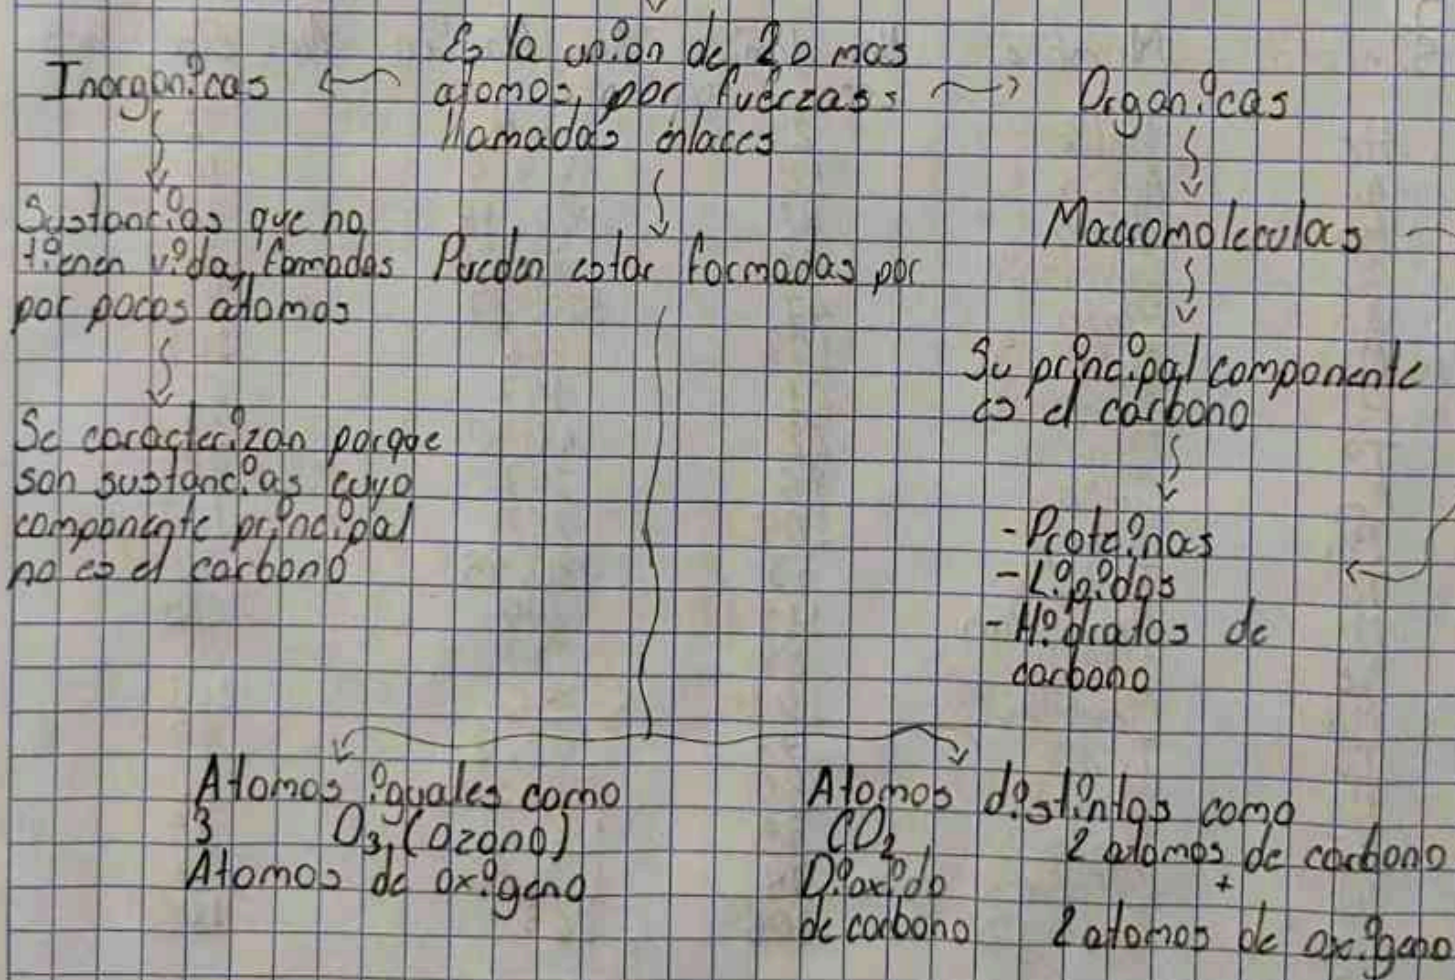 Es la unión de 2 o mas
atomos, por fuerzas
llamadas enlaces
Inorganicas
Organicas
Sustancias que no
tienen vida, formadas
por pocos atomos
Se caracterizan porque
son sustancias cuyo
componente principal
no es el carbono
Pueden estar formadas por
Macromoleculas
Su principal componente
es el carbono
- Proteinas
- Lipidos
- Hidratos de
carbono
Atomos iguales como
3 O₃ (ozono)
Atomos de oxigeno
Atomos distintos como
CO₂ 2 atomos de carbono
Dioxido +
de carbono 2 atomos de oxigeno